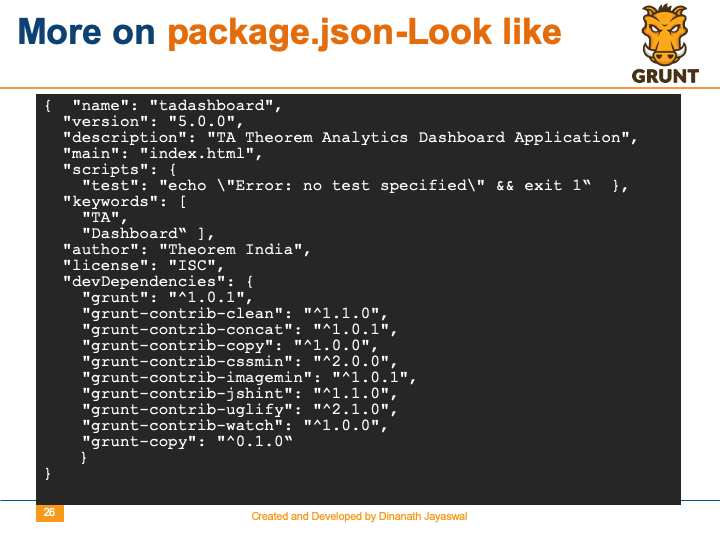 More on package.json-Look like
GRUNT
{  "name": "tadashboard",
  "version": "5.0.0",
  "description": "TA Theorem Analytics Dashboard Application",
  "main": "index.html",
  "scripts": {
    "test": "echo \"Error: no test specified\" && exit 1“  },
  "keywords": [
    "TA",
    "Dashboard“ ],
  "author": "Theorem India",
  "license": "ISC",
  "devDependencies": {
    "grunt": "^1.0.1",
    "grunt-contrib-clean": "^1.1.0",
    "grunt-contrib-concat": "^1.0.1",
    "grunt-contrib-copy": "^1.0.0",
    "grunt-contrib-cssmin": "^2.0.0",
    "grunt-contrib-imagemin": "^1.0.1",
    "grunt-contrib-jshint": "^1.1.0",
    "grunt-contrib-uglify": "^2.1.0",
    "grunt-contrib-watch": "^1.0.0",
    "grunt-copy": "^0.1.0“
    }
}
26
Created and Developed by Dinanath Jayaswal